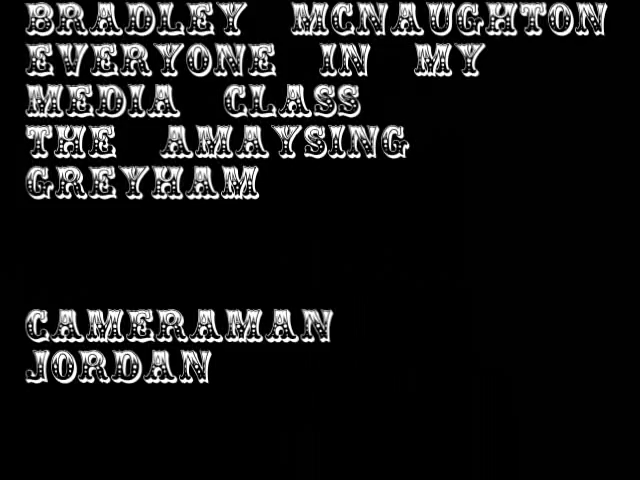 BRADLEY MCNAUGHTON
EVERYONE IN MY
MEDIA CLASS
THE AMAYSING
GREYHAM
CAMERAMAN
JORDAN